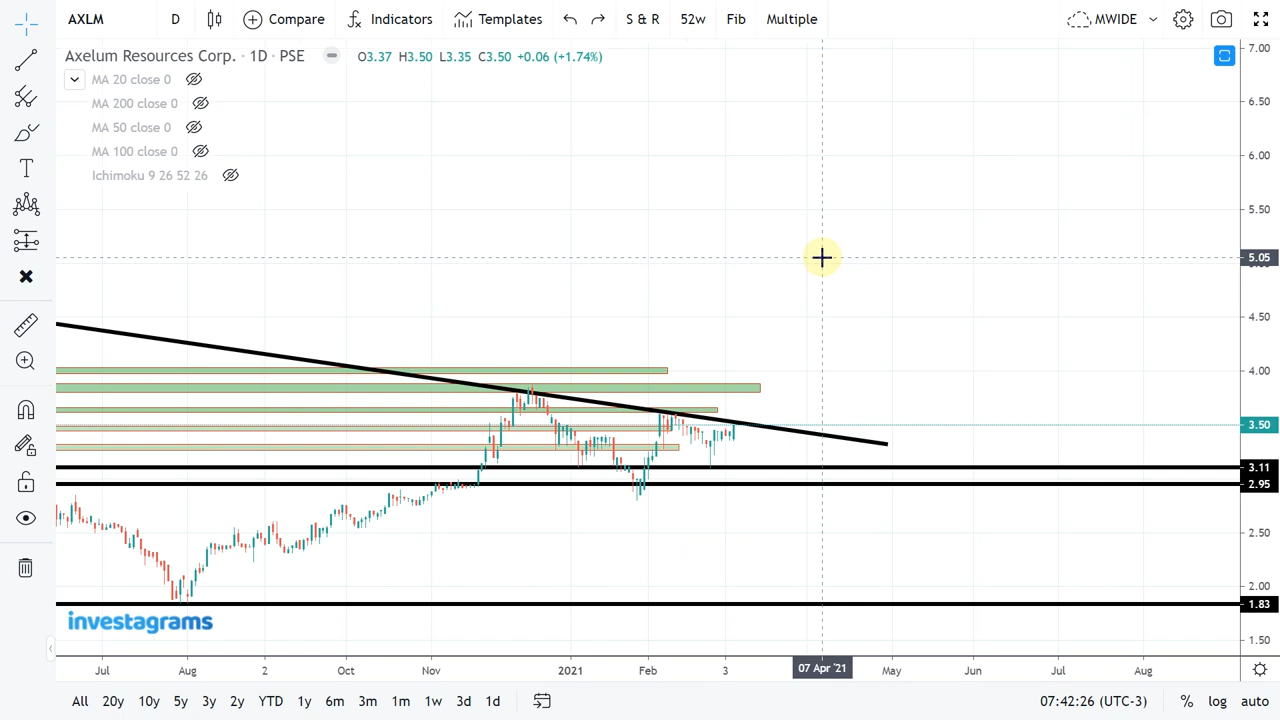 AXLM D Compare Indicators Templates S & R 52w Fib Multiple MWIDE
Axelum Resources Corp. · 1D · PSE O3.37 H3.50 L3.35 C3.50 +0.06 (+1.74%)
MA 20 close 0
MA 200 close 0
MA 50 close 0
MA 100 close 0
Ichimoku 9 26 52 26
7.00
6.50
6.00
5.50
5.05
4.50
4.00
3.50
3.11
2.95
2.50
2.00
1.83
1.50
investagrams
Jul Aug 2 Oct Nov 2021 Feb 3 07 Apr '21 May Jun Jul Aug
All 20y 10y 5y 3y 2y YTD 1y 6m 3m 1m 1w 3d 1d 07:42:26 (UTC-3) % log auto